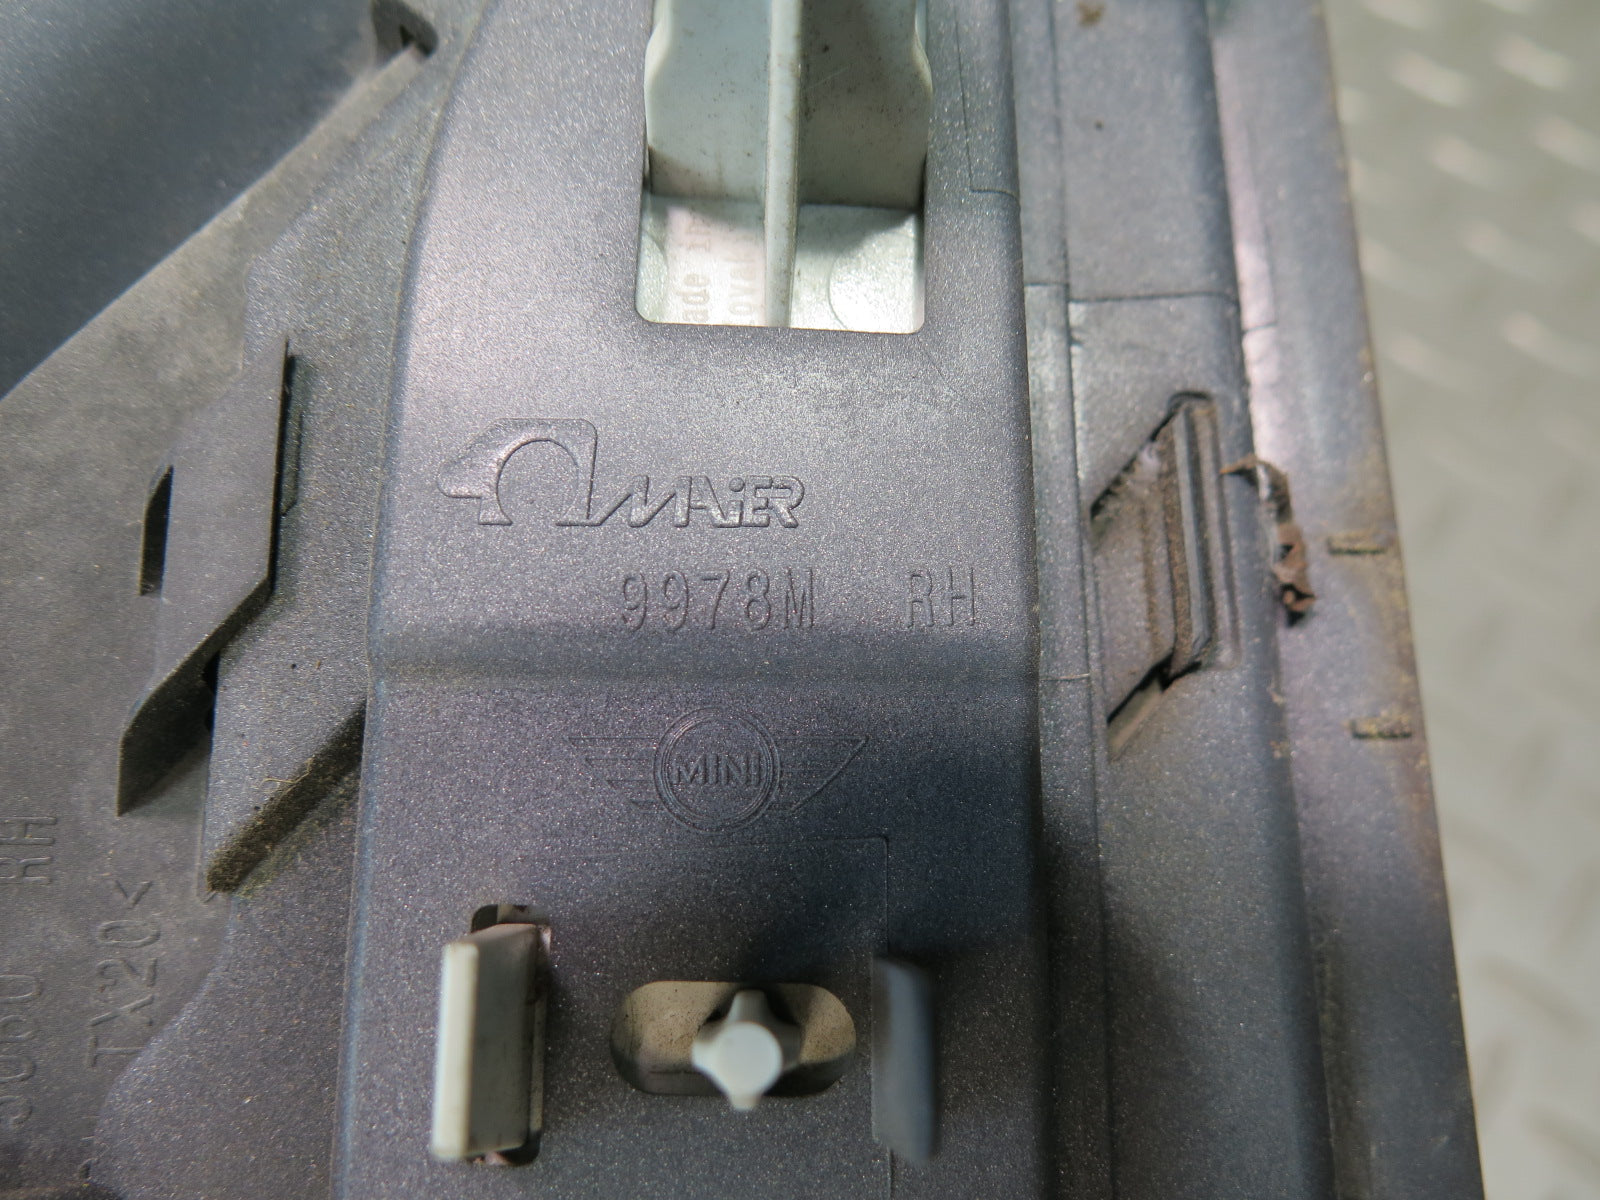 MAiER
9978M RH
MINI
RH
TX20<